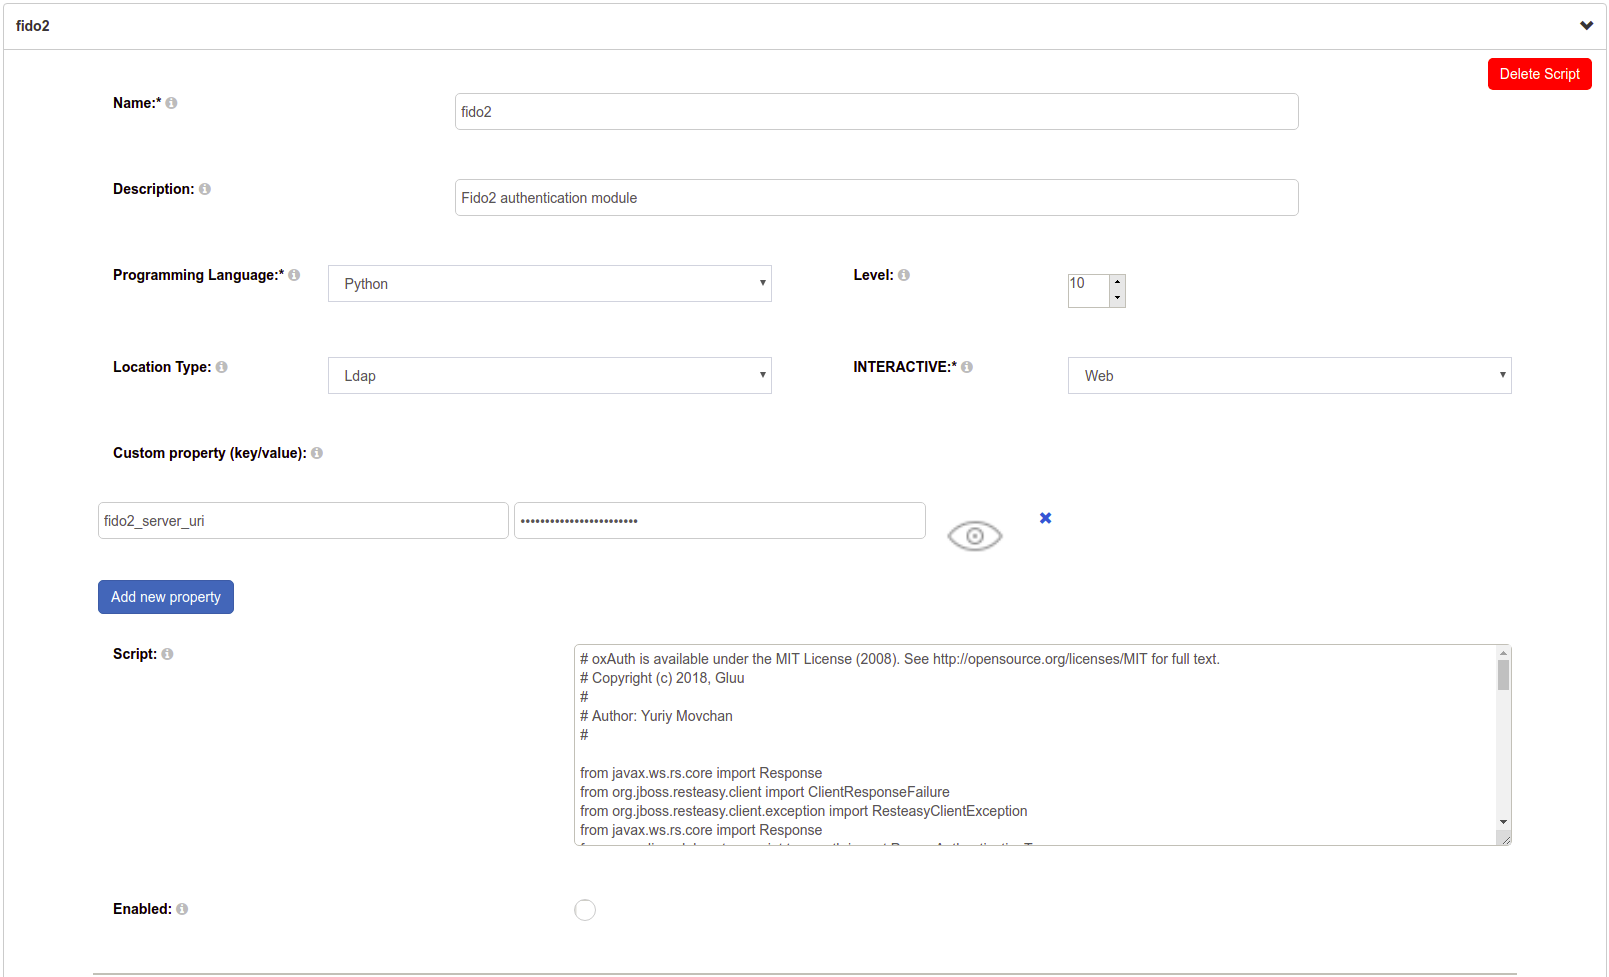 fido2
Delete Script
Name:*
fido2
Description:
Fido2 authentication module
Programming Language:*
Python
Level:
10
Location Type:
Ldap
INTERACTIVE:*
Web
Custom property (key/value):
fido2_server_uri
••••••••••••••••••••••••
Add new property
Script:
# oxAuth is available under the MIT License (2008). See http://opensource.org/licenses/MIT for full text.
# Copyright (c) 2018, Gluu
#
# Author: Yuriy Movchan
#
from javax.ws.rs.core import Response
from org.jboss.resteasy.client import ClientResponseFailure
from org.jboss.resteasy.client.exception import ResteasyClientException
from javax.ws.rs.core import Response
Enabled: